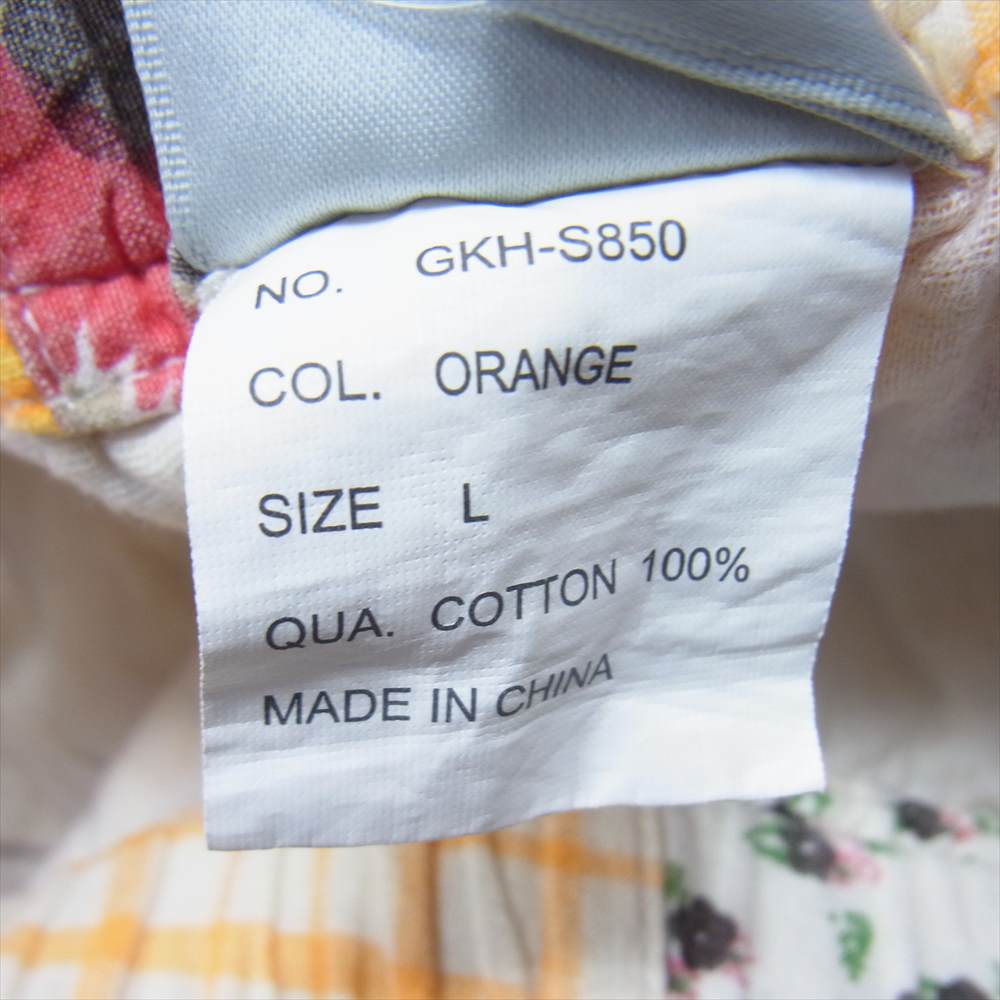 NO. GKH-S850
COL. ORANGE
SIZE L
QUA. COTTON 100%
MADE IN CHINA